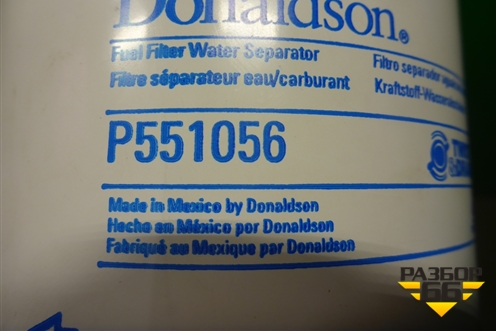 Donaldson®
Fuel Filter Water Separator
Filtro separador
Filtre séparateur eau/carburant
P551056
Made in Mexico by Donaldson
Hecho en México por Donaldson
Fabriqué au Mexique par Donaldson
РАЗБОР
66